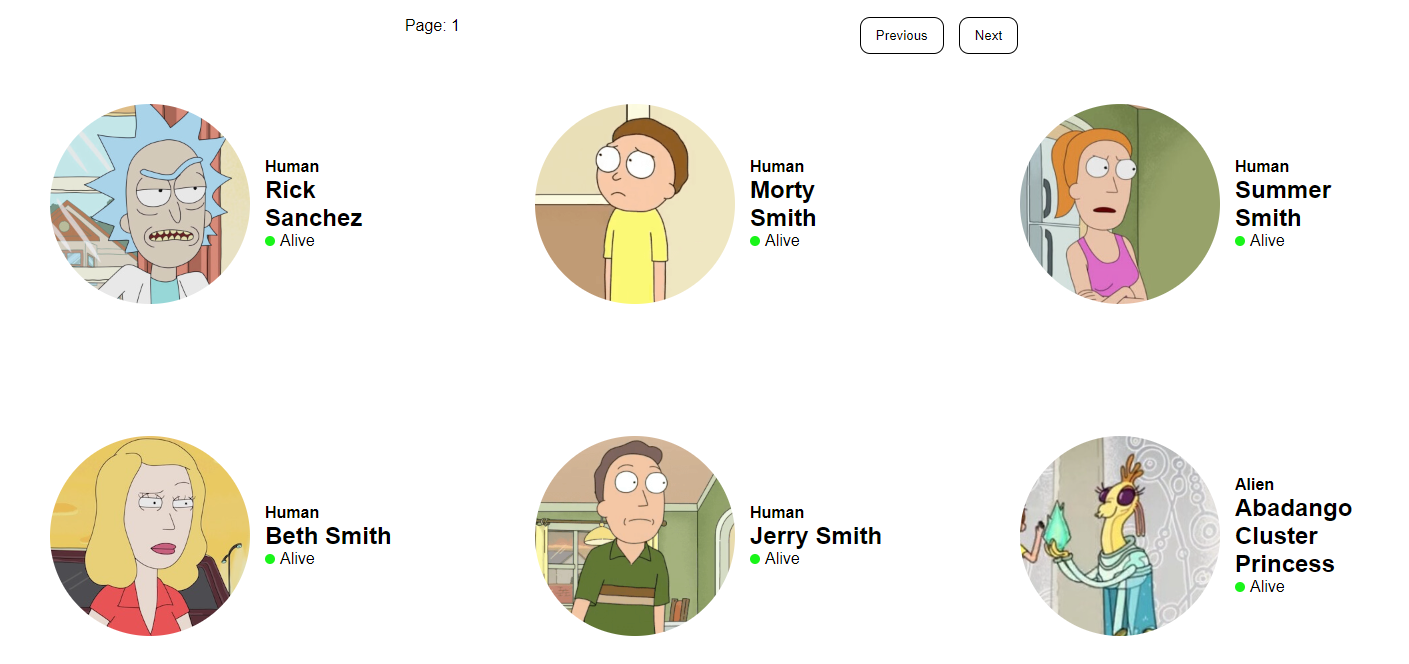 Page: 1
Previous
Next
Human
Rick
Sanchez
Alive
Human
Morty
Smith
Alive
Human
Summer
Smith
Alive
Human
Beth Smith
Alive
Human
Jerry Smith
Alive
Alien
Abadango
Cluster
Princess
Alive